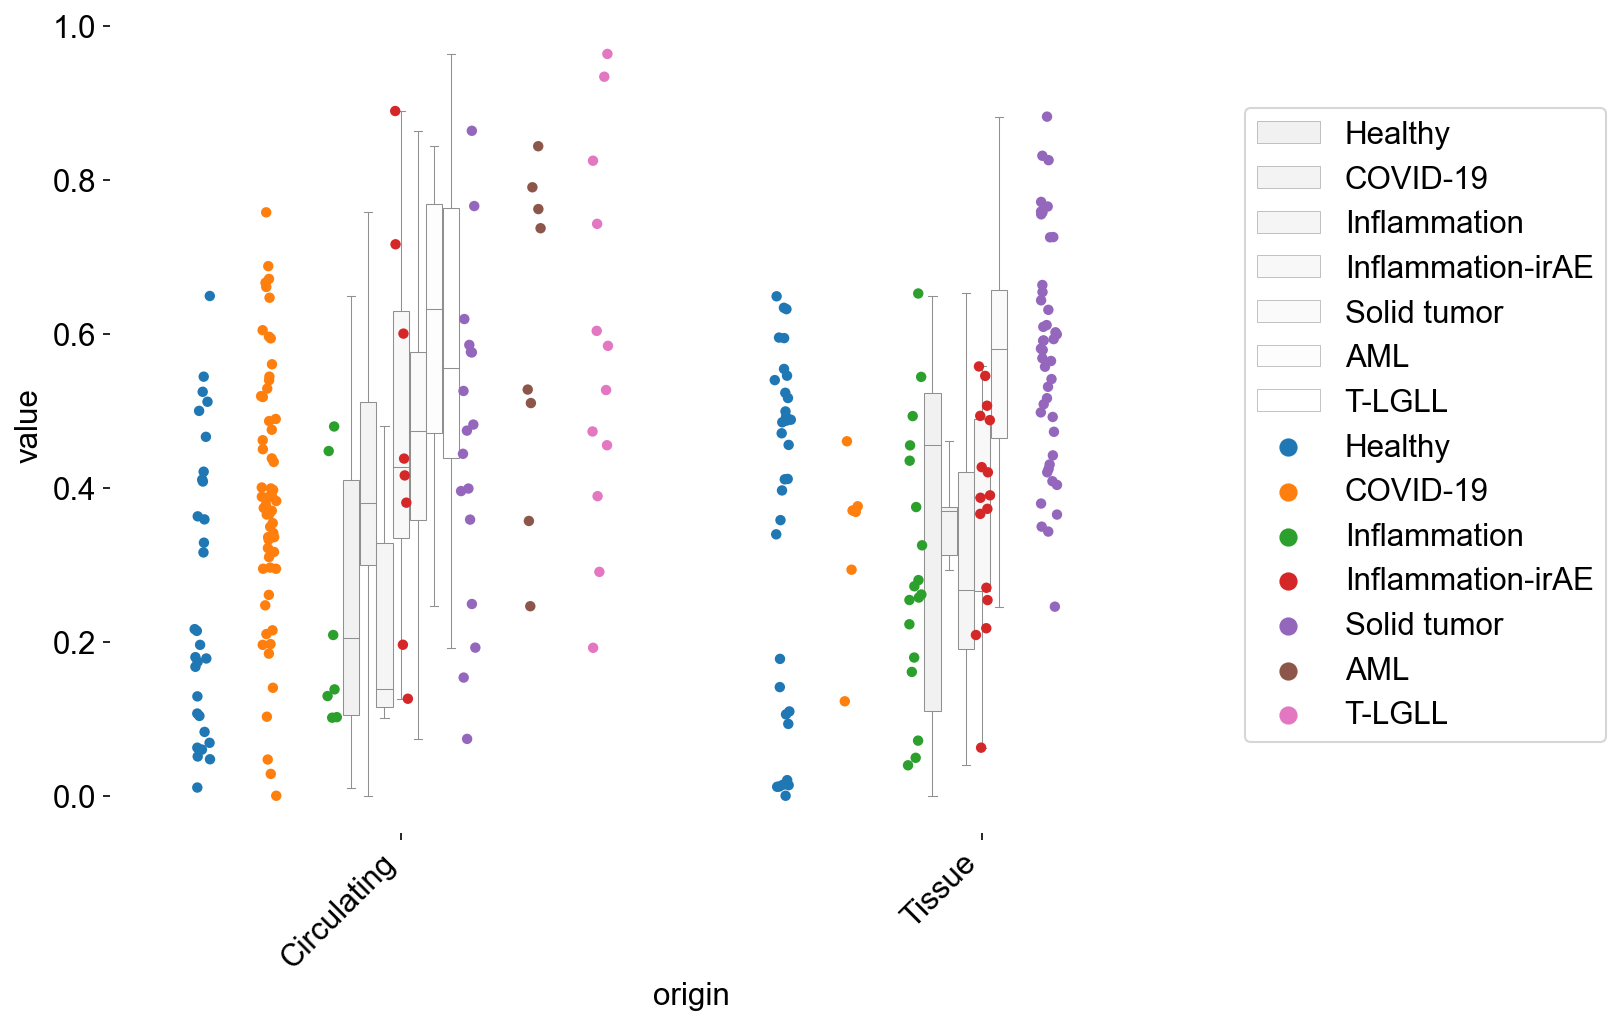 1.0
0.8
0.6
0.4
0.2
0.0
value
Circulating
Tissue
origin
Healthy
COVID-19
Inflammation
Inflammation-irAE
Solid tumor
AML
T-LGLL
Healthy
COVID-19
Inflammation
Inflammation-irAE
Solid tumor
AML
T-LGLL